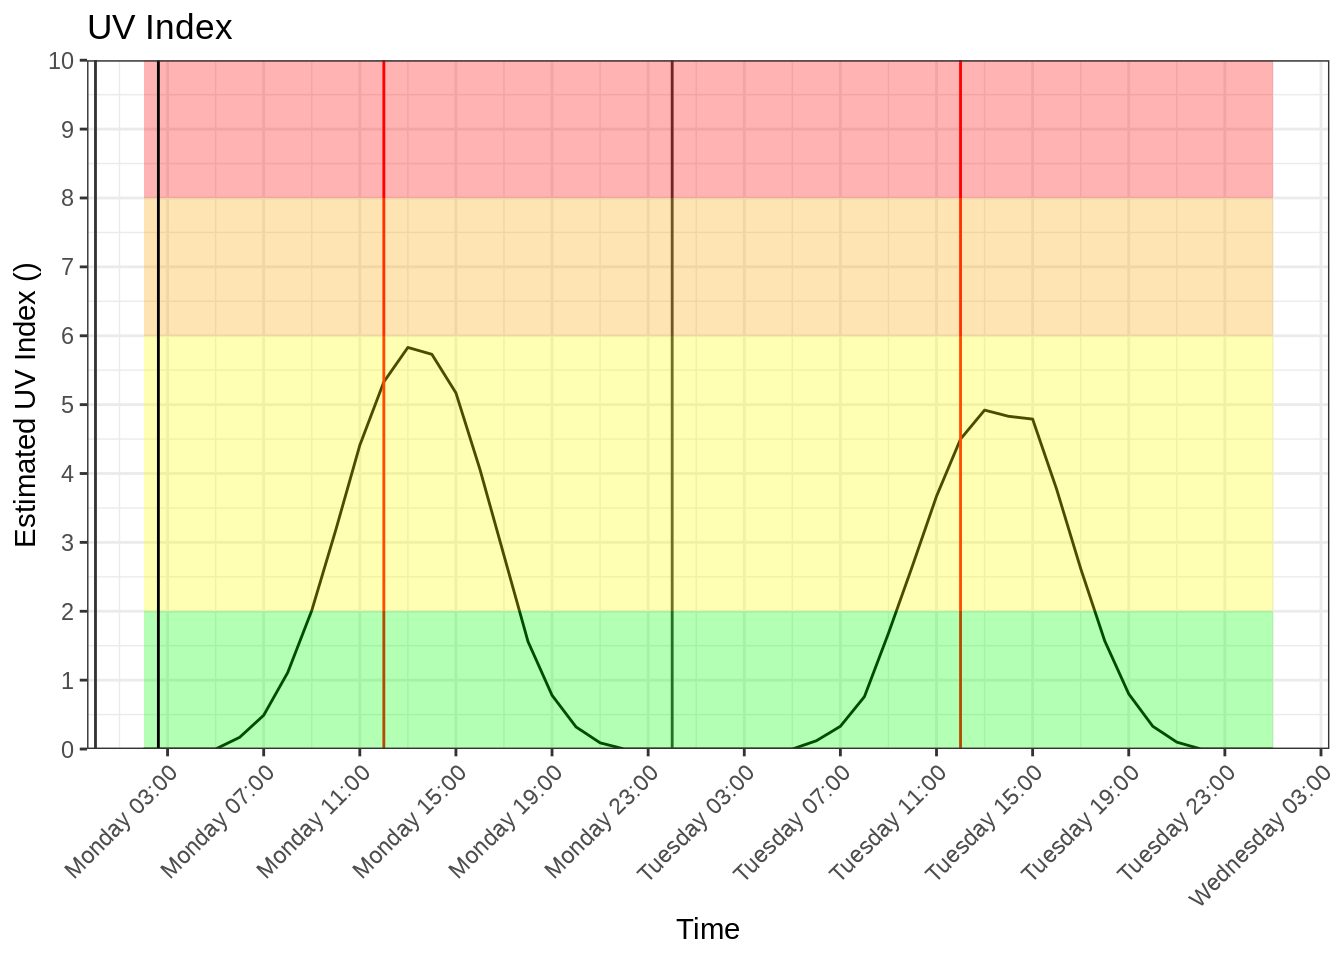 UV Index
Estimated UV Index ()
10
9
8
7
6
5
4
3
2
1
0
Monday 03:00
Monday 07:00
Monday 11:00
Monday 15:00
Monday 19:00
Monday 23:00
Tuesday 03:00
Tuesday 07:00
Tuesday 11:00
Tuesday 15:00
Tuesday 19:00
Tuesday 23:00
Wednesday 03:00
Time